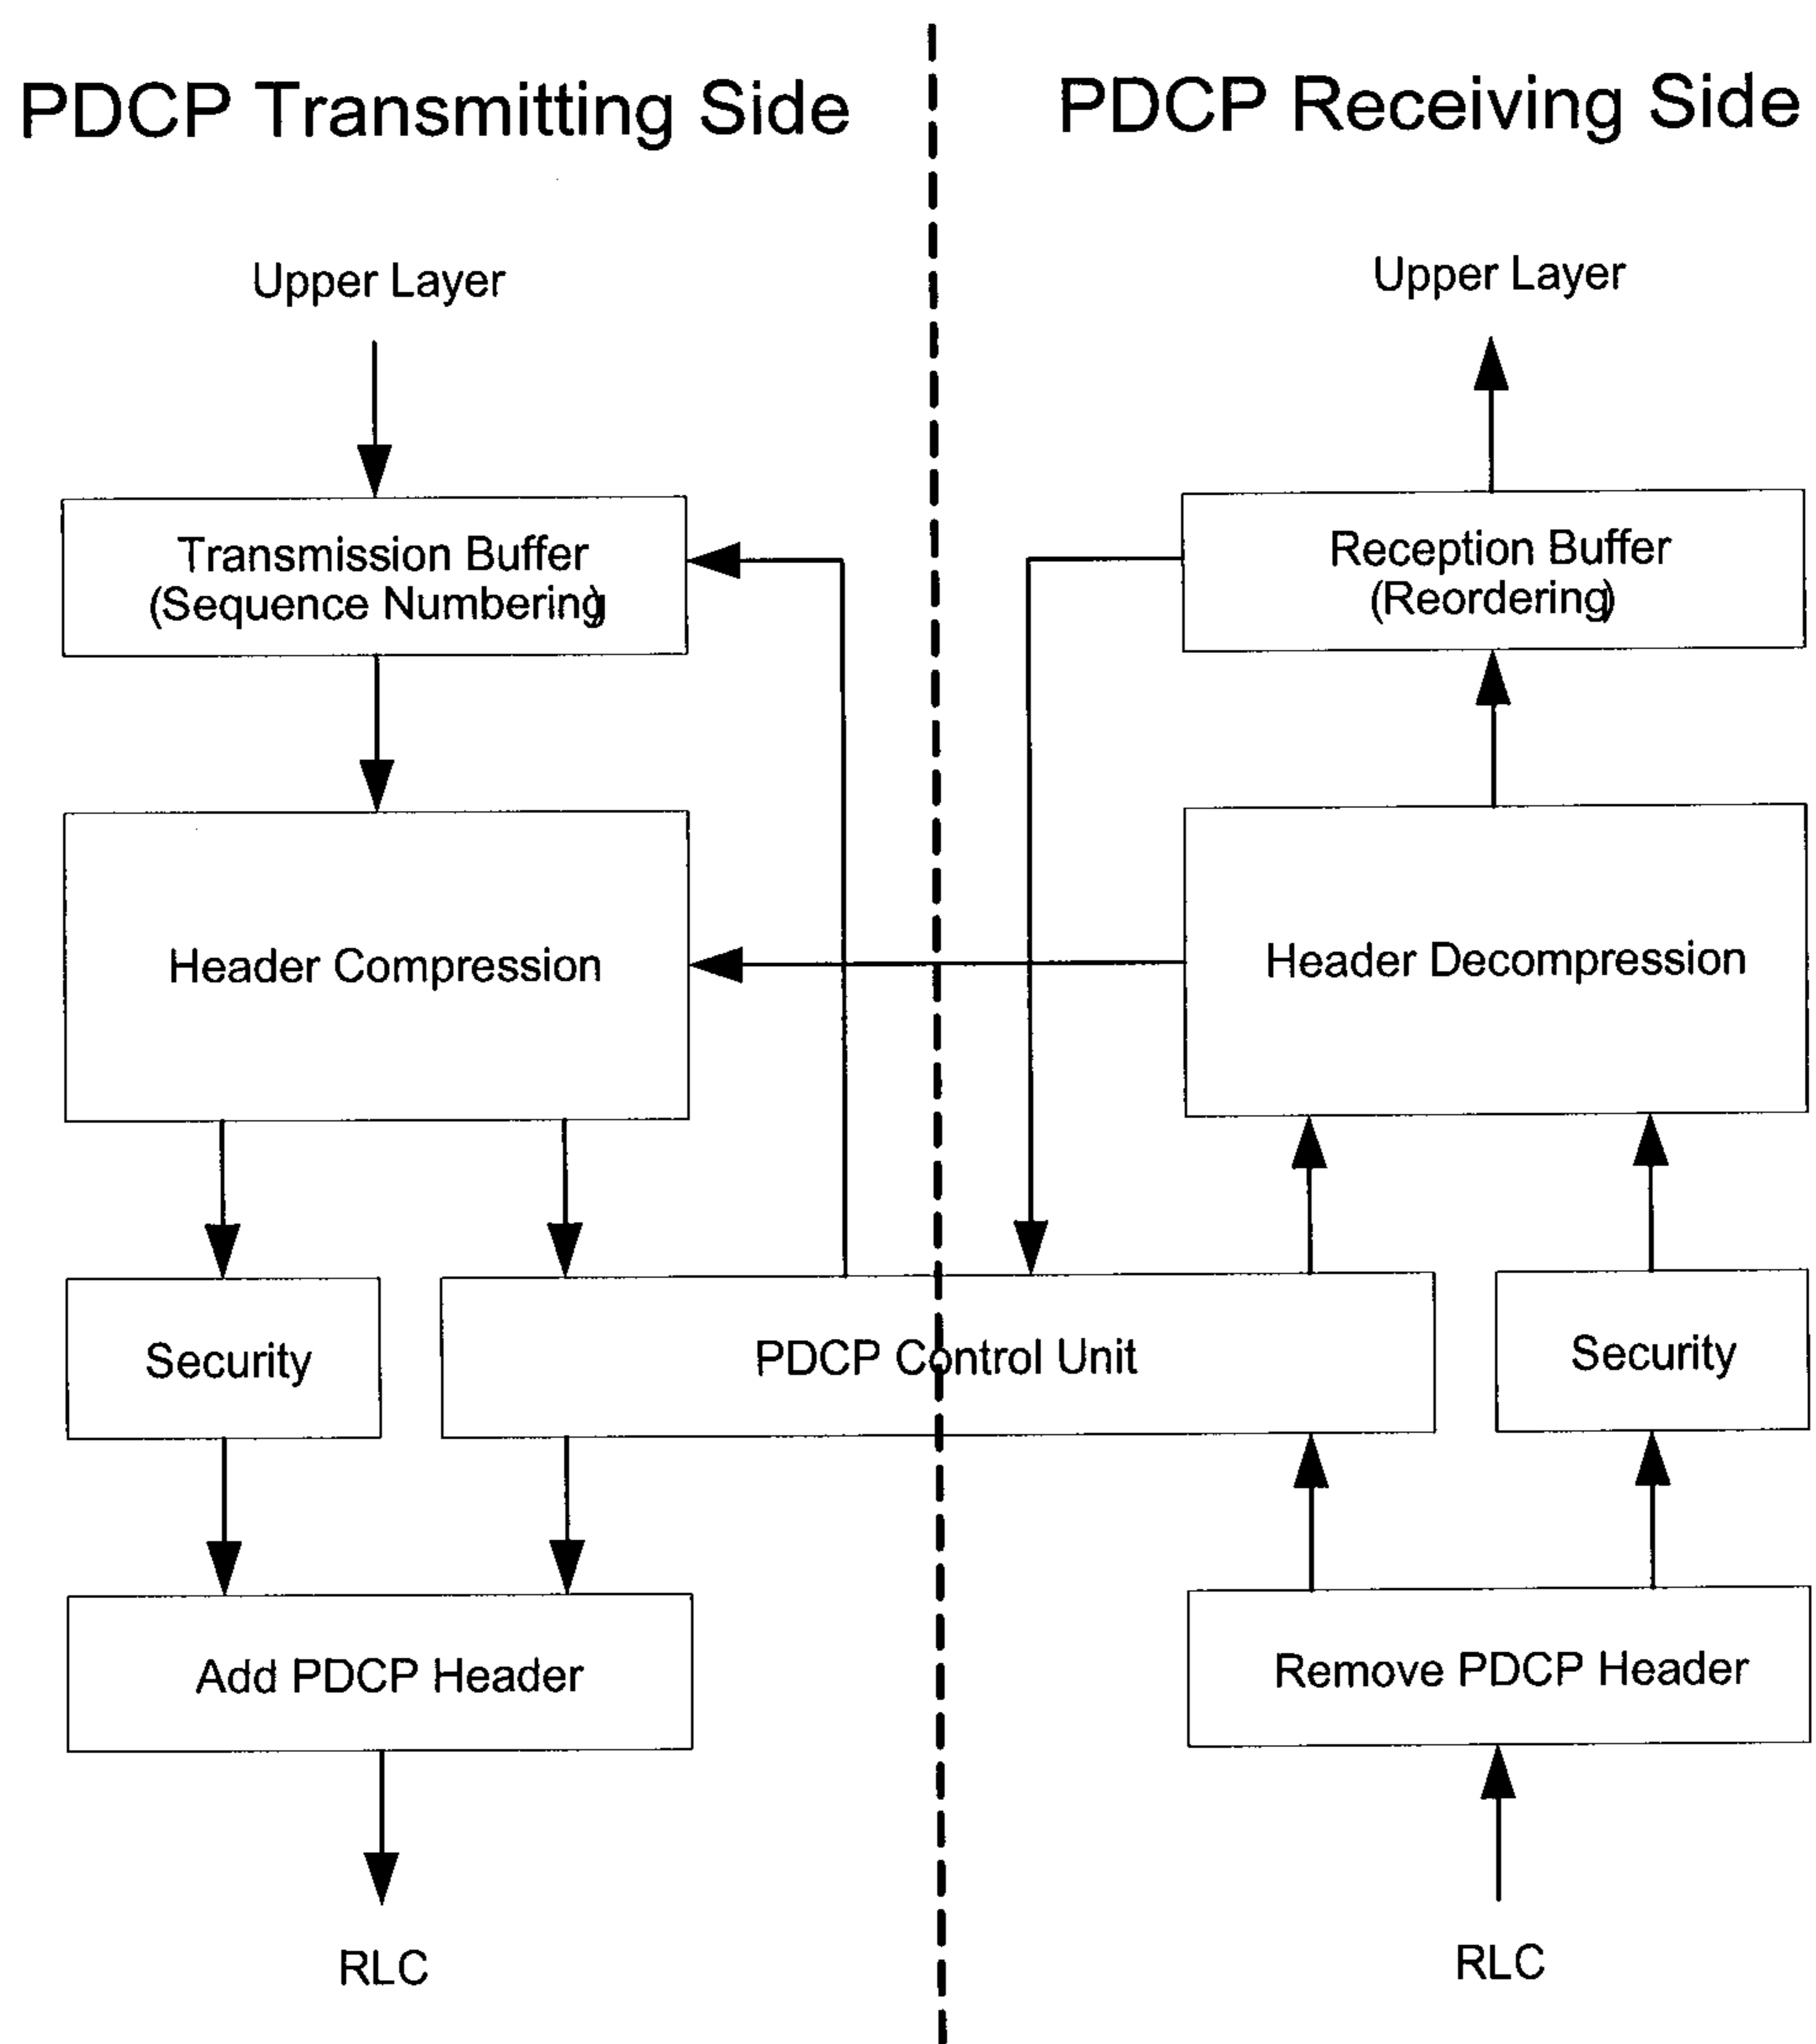 PDCP Transmitting Side
PDCP Receiving Side
Upper Layer
Upper Layer
Transmission Buffer
(Sequence Numbering)
Reception Buffer
(Reordering)
Header Compression
Header Decompression
Security
PDCP Control Unit
Security
Add PDCP Header
Remove PDCP Header
RLC
RLC